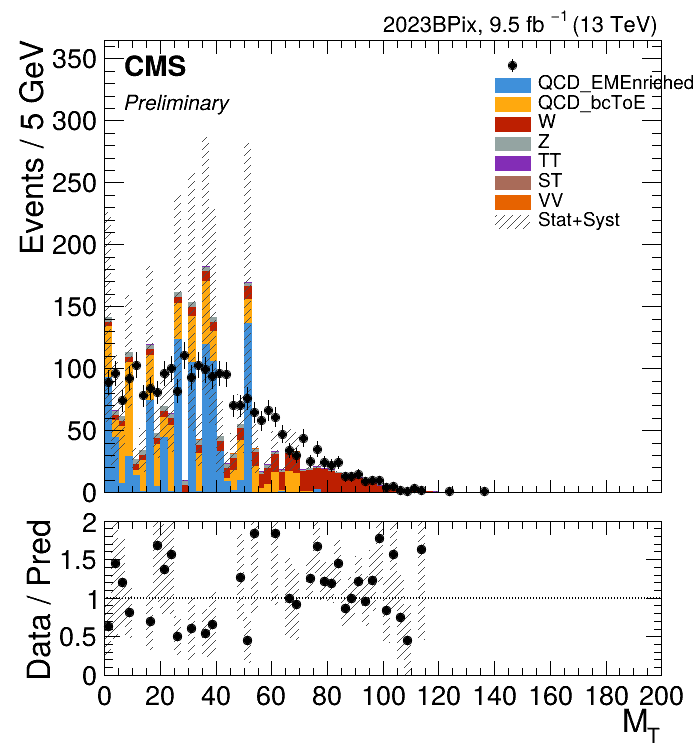 2023BPix, 9.5 fb⁻¹ (13 TeV)
CMS
Preliminary
QCD_EMEnriched
QCD_bcToE
W
Z
TT
ST
VV
Stat+Syst
Events / 5 GeV
350
300
250
200
150
100
50
0
Data / Pred
2
1.5
1
0.5
0
0 20 40 60 80 100 120 140 160 180 200
M_T